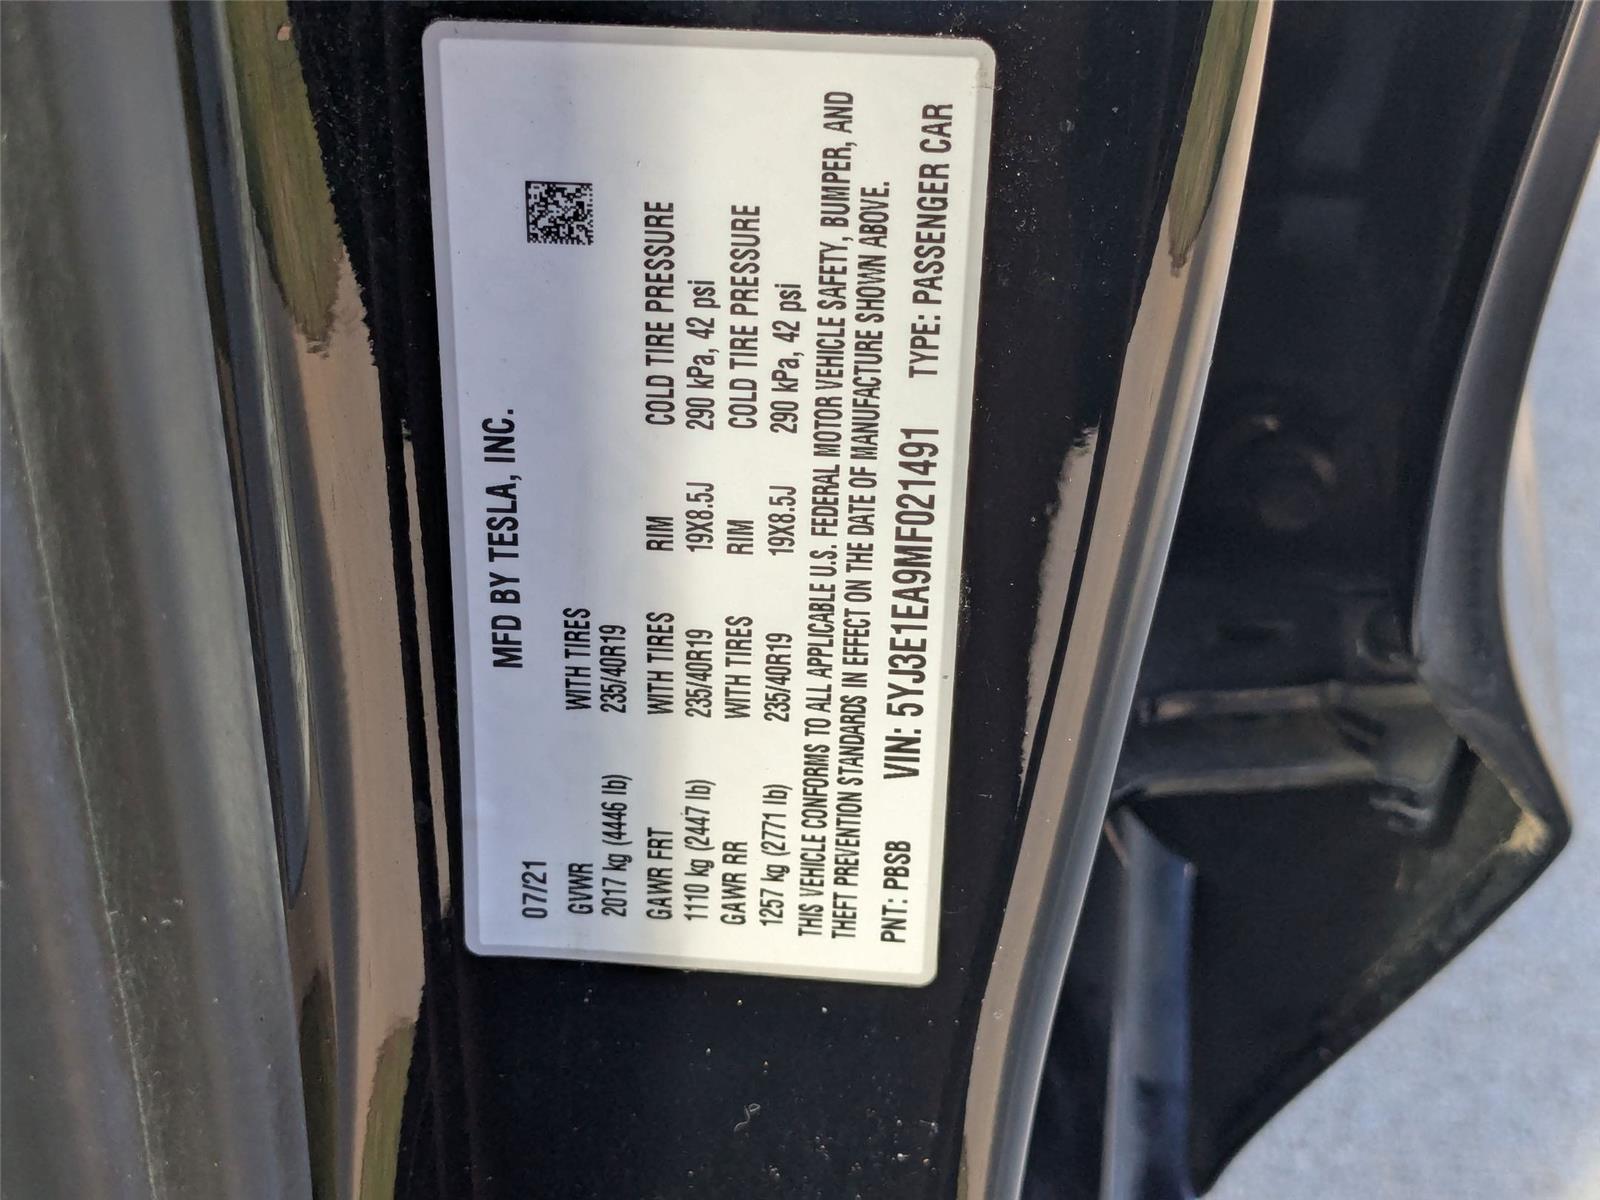 MFD BY TESLA, INC.
07/21
GVWR WITH TIRES
2017 kg (4446 lb) 235/40R19
GAWR FRT WITH TIRES RIM COLD TIRE PRESSURE
1110 kg (2447 lb) 235/40R19 19X8.5J 290 kPa, 42 psi
GAWR RR WITH TIRES RIM COLD TIRE PRESSURE
1257 kg (2771 lb) 235/40R19 19X8.5J 290 kPa, 42 psi
THIS VEHICLE CONFORMS TO ALL APPLICABLE U.S. FEDERAL MOTOR VEHICLE SAFETY, BUMPER, AND
THEFT PREVENTION STANDARDS IN EFFECT ON THE DATE OF MANUFACTURE SHOWN ABOVE.
PNT: PBSB VIN: 5YJ3E1EA9MF021491 TYPE: PASSENGER CAR